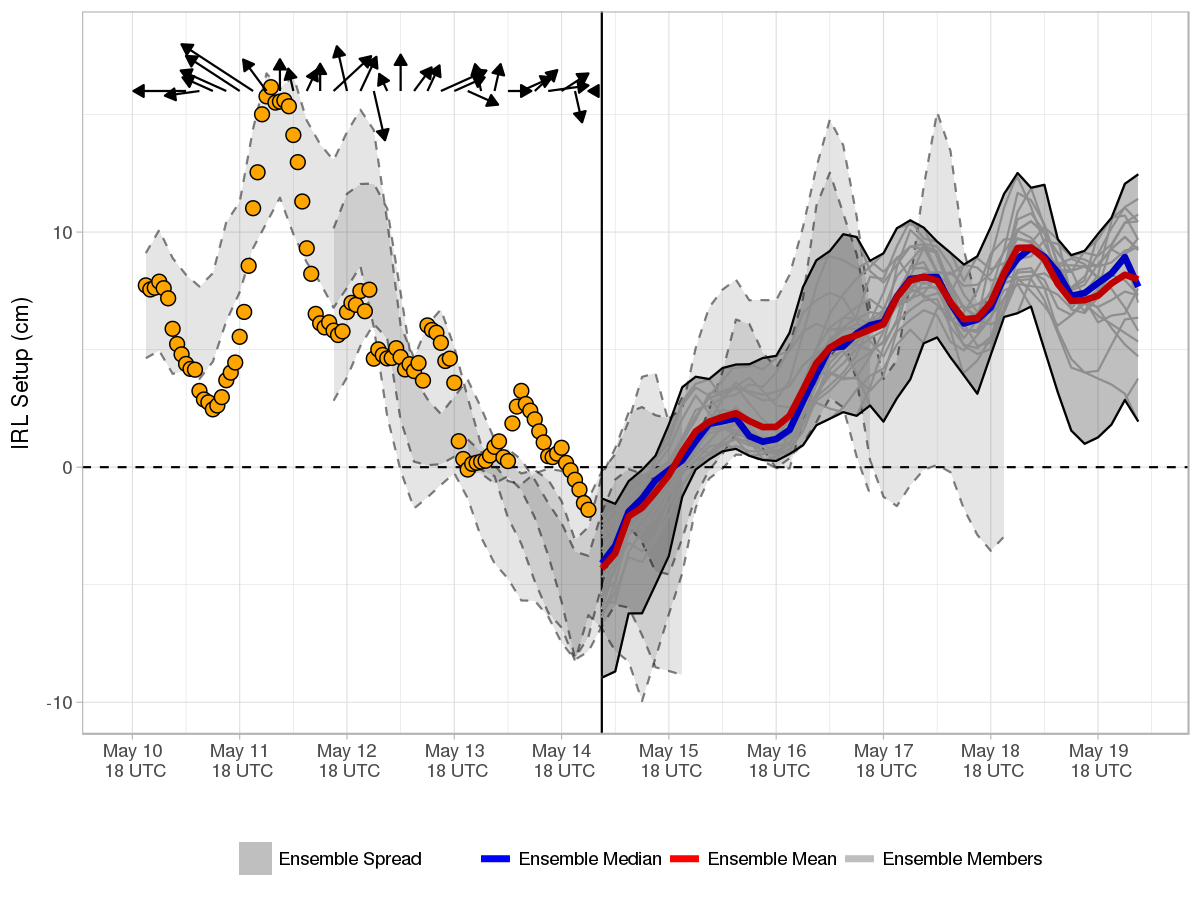 IRL Setup (cm)
10
0
-10
May 10 May 11 May 12 May 13 May 14 May 15 May 16 May 17 May 18 May 19
18 UTC 18 UTC 18 UTC 18 UTC 18 UTC 18 UTC 18 UTC 18 UTC 18 UTC 18 UTC
Ensemble Spread Ensemble Median Ensemble Mean Ensemble Members